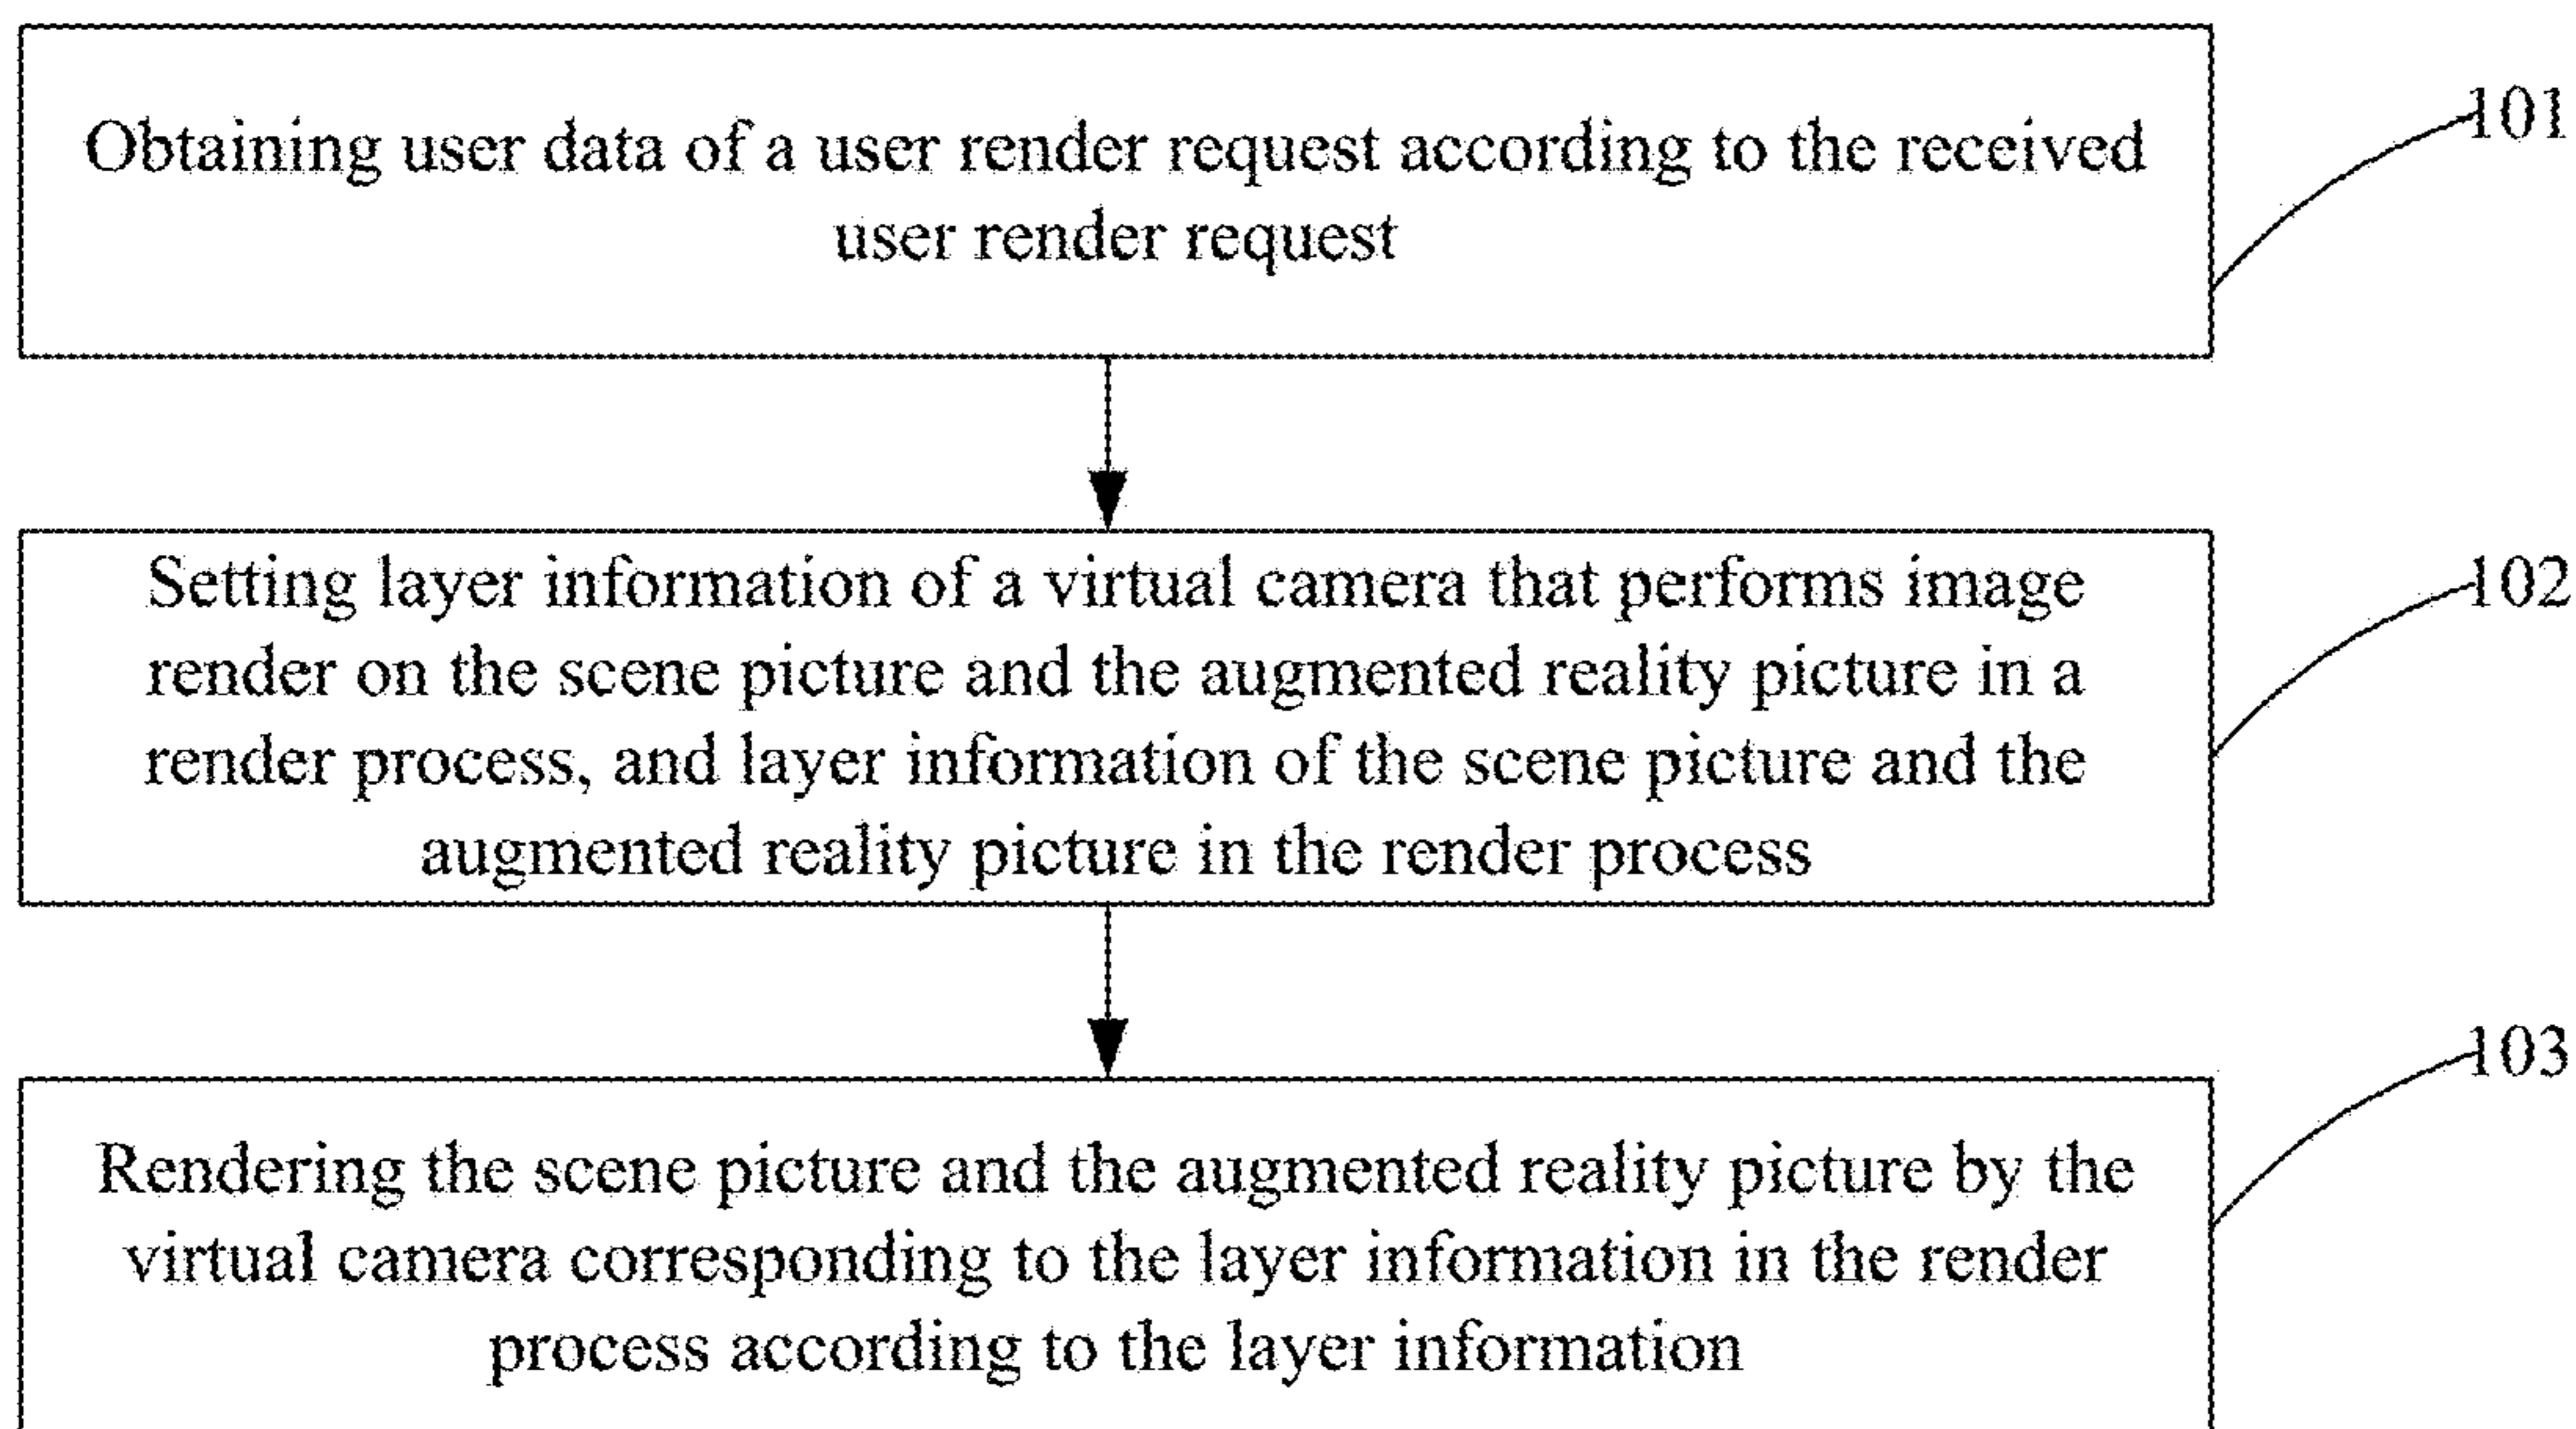 Obtaining user data of a user render request according to the received
user render request
101
Setting layer information of a virtual camera that performs image
render on the scene picture and the augmented reality picture in a
render process, and layer information of the scene picture and the
augmented reality picture in the render process
102
Rendering the scene picture and the augmented reality picture by the
virtual camera corresponding to the layer information in the render
process according to the layer information
103